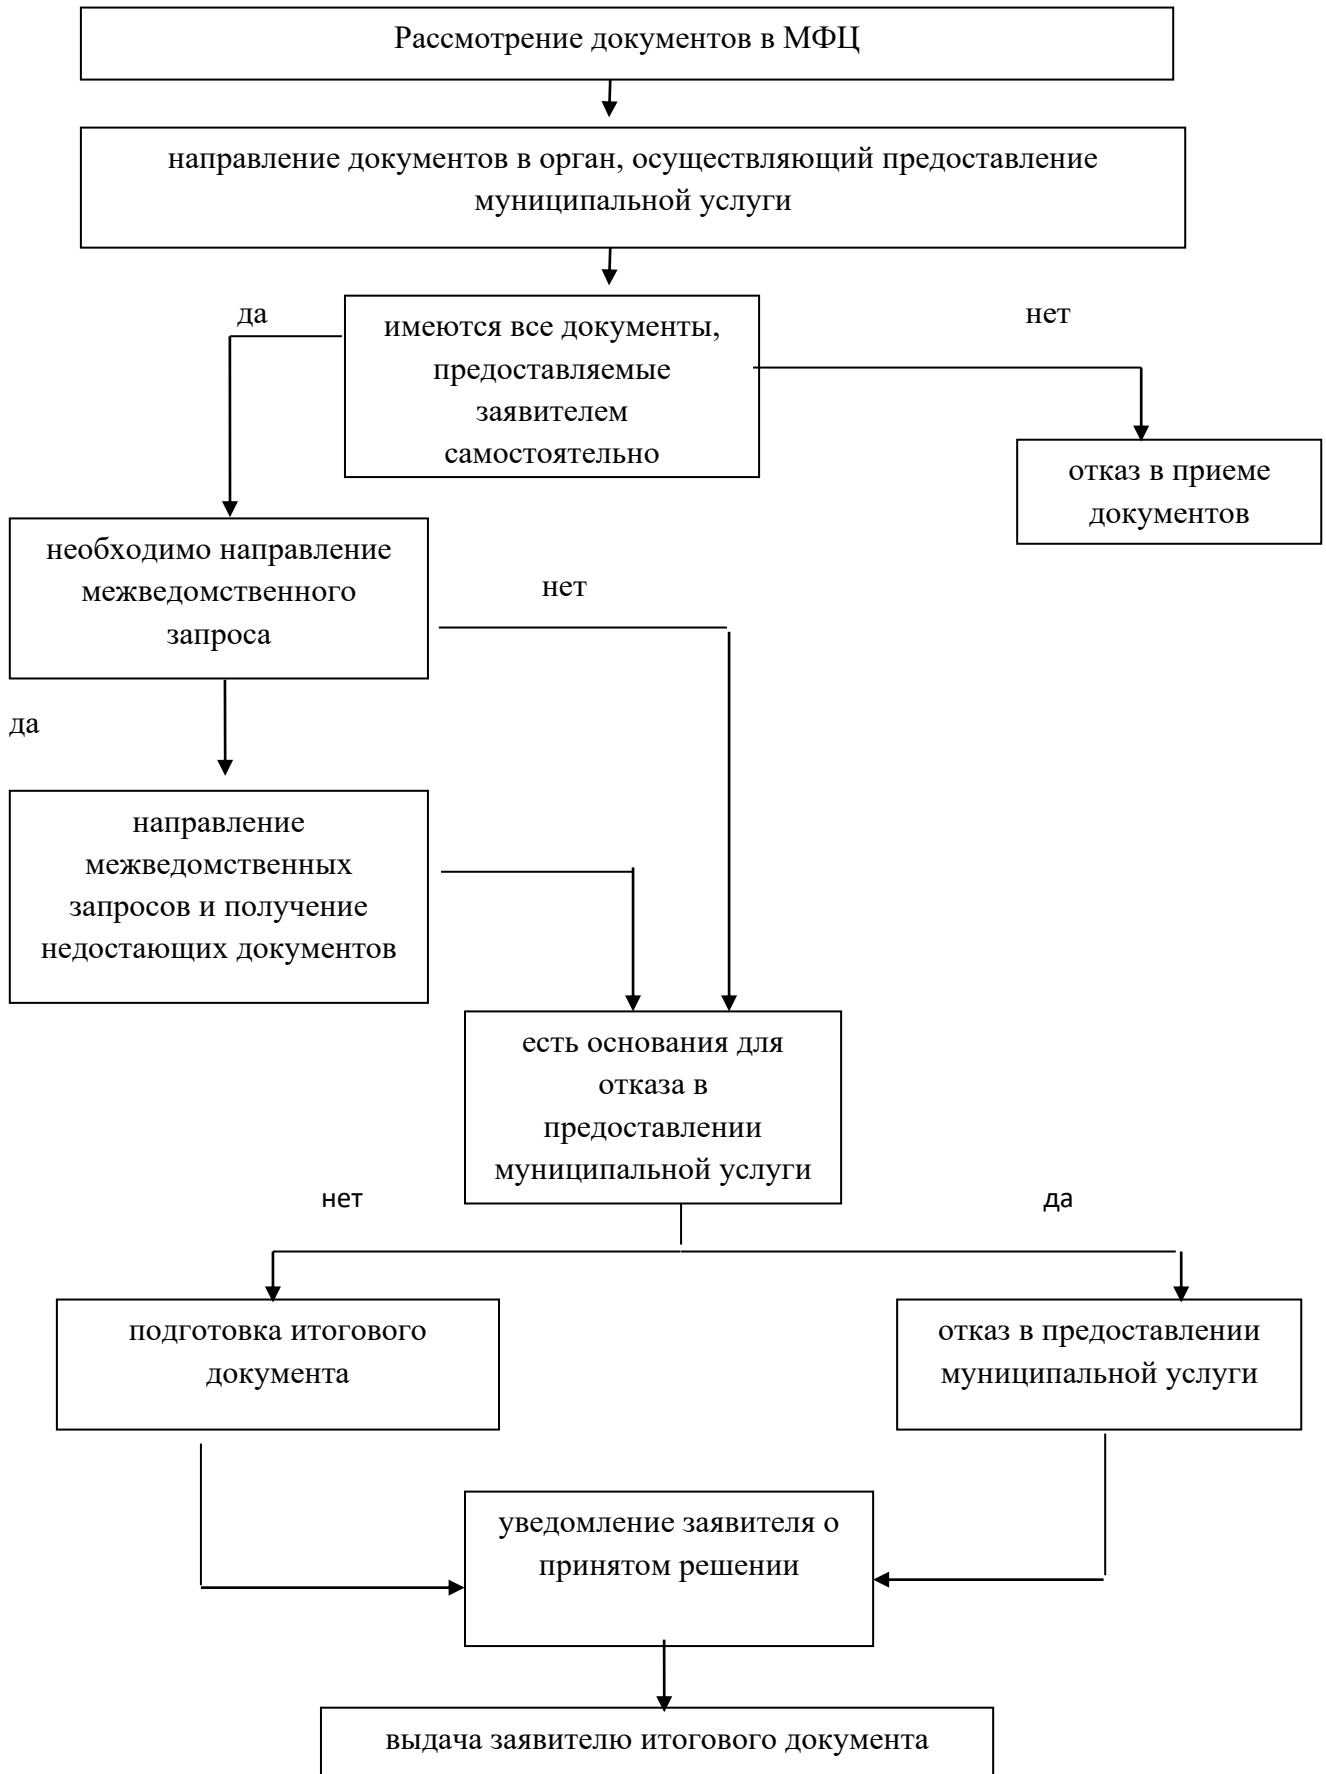 Рассмотрение документов в МФЦ
направление документов в орган, осуществляющий предоставление
муниципальной услуги
да
имеются все документы,
предоставляемые
заявителем
самостоятельно
нет
отказ в приеме
документов
необходимо направление
межведомственного
запроса
нет
да
направление
межведомственных
запросов и получение
недостающих документов
есть основания для
отказа в
предоставлении
муниципальной услуги
нет
да
подготовка итогового
документа
отказ в предоставлении
муниципальной услуги
уведомление заявителя о
принятом решении
выдача заявителю итогового документа